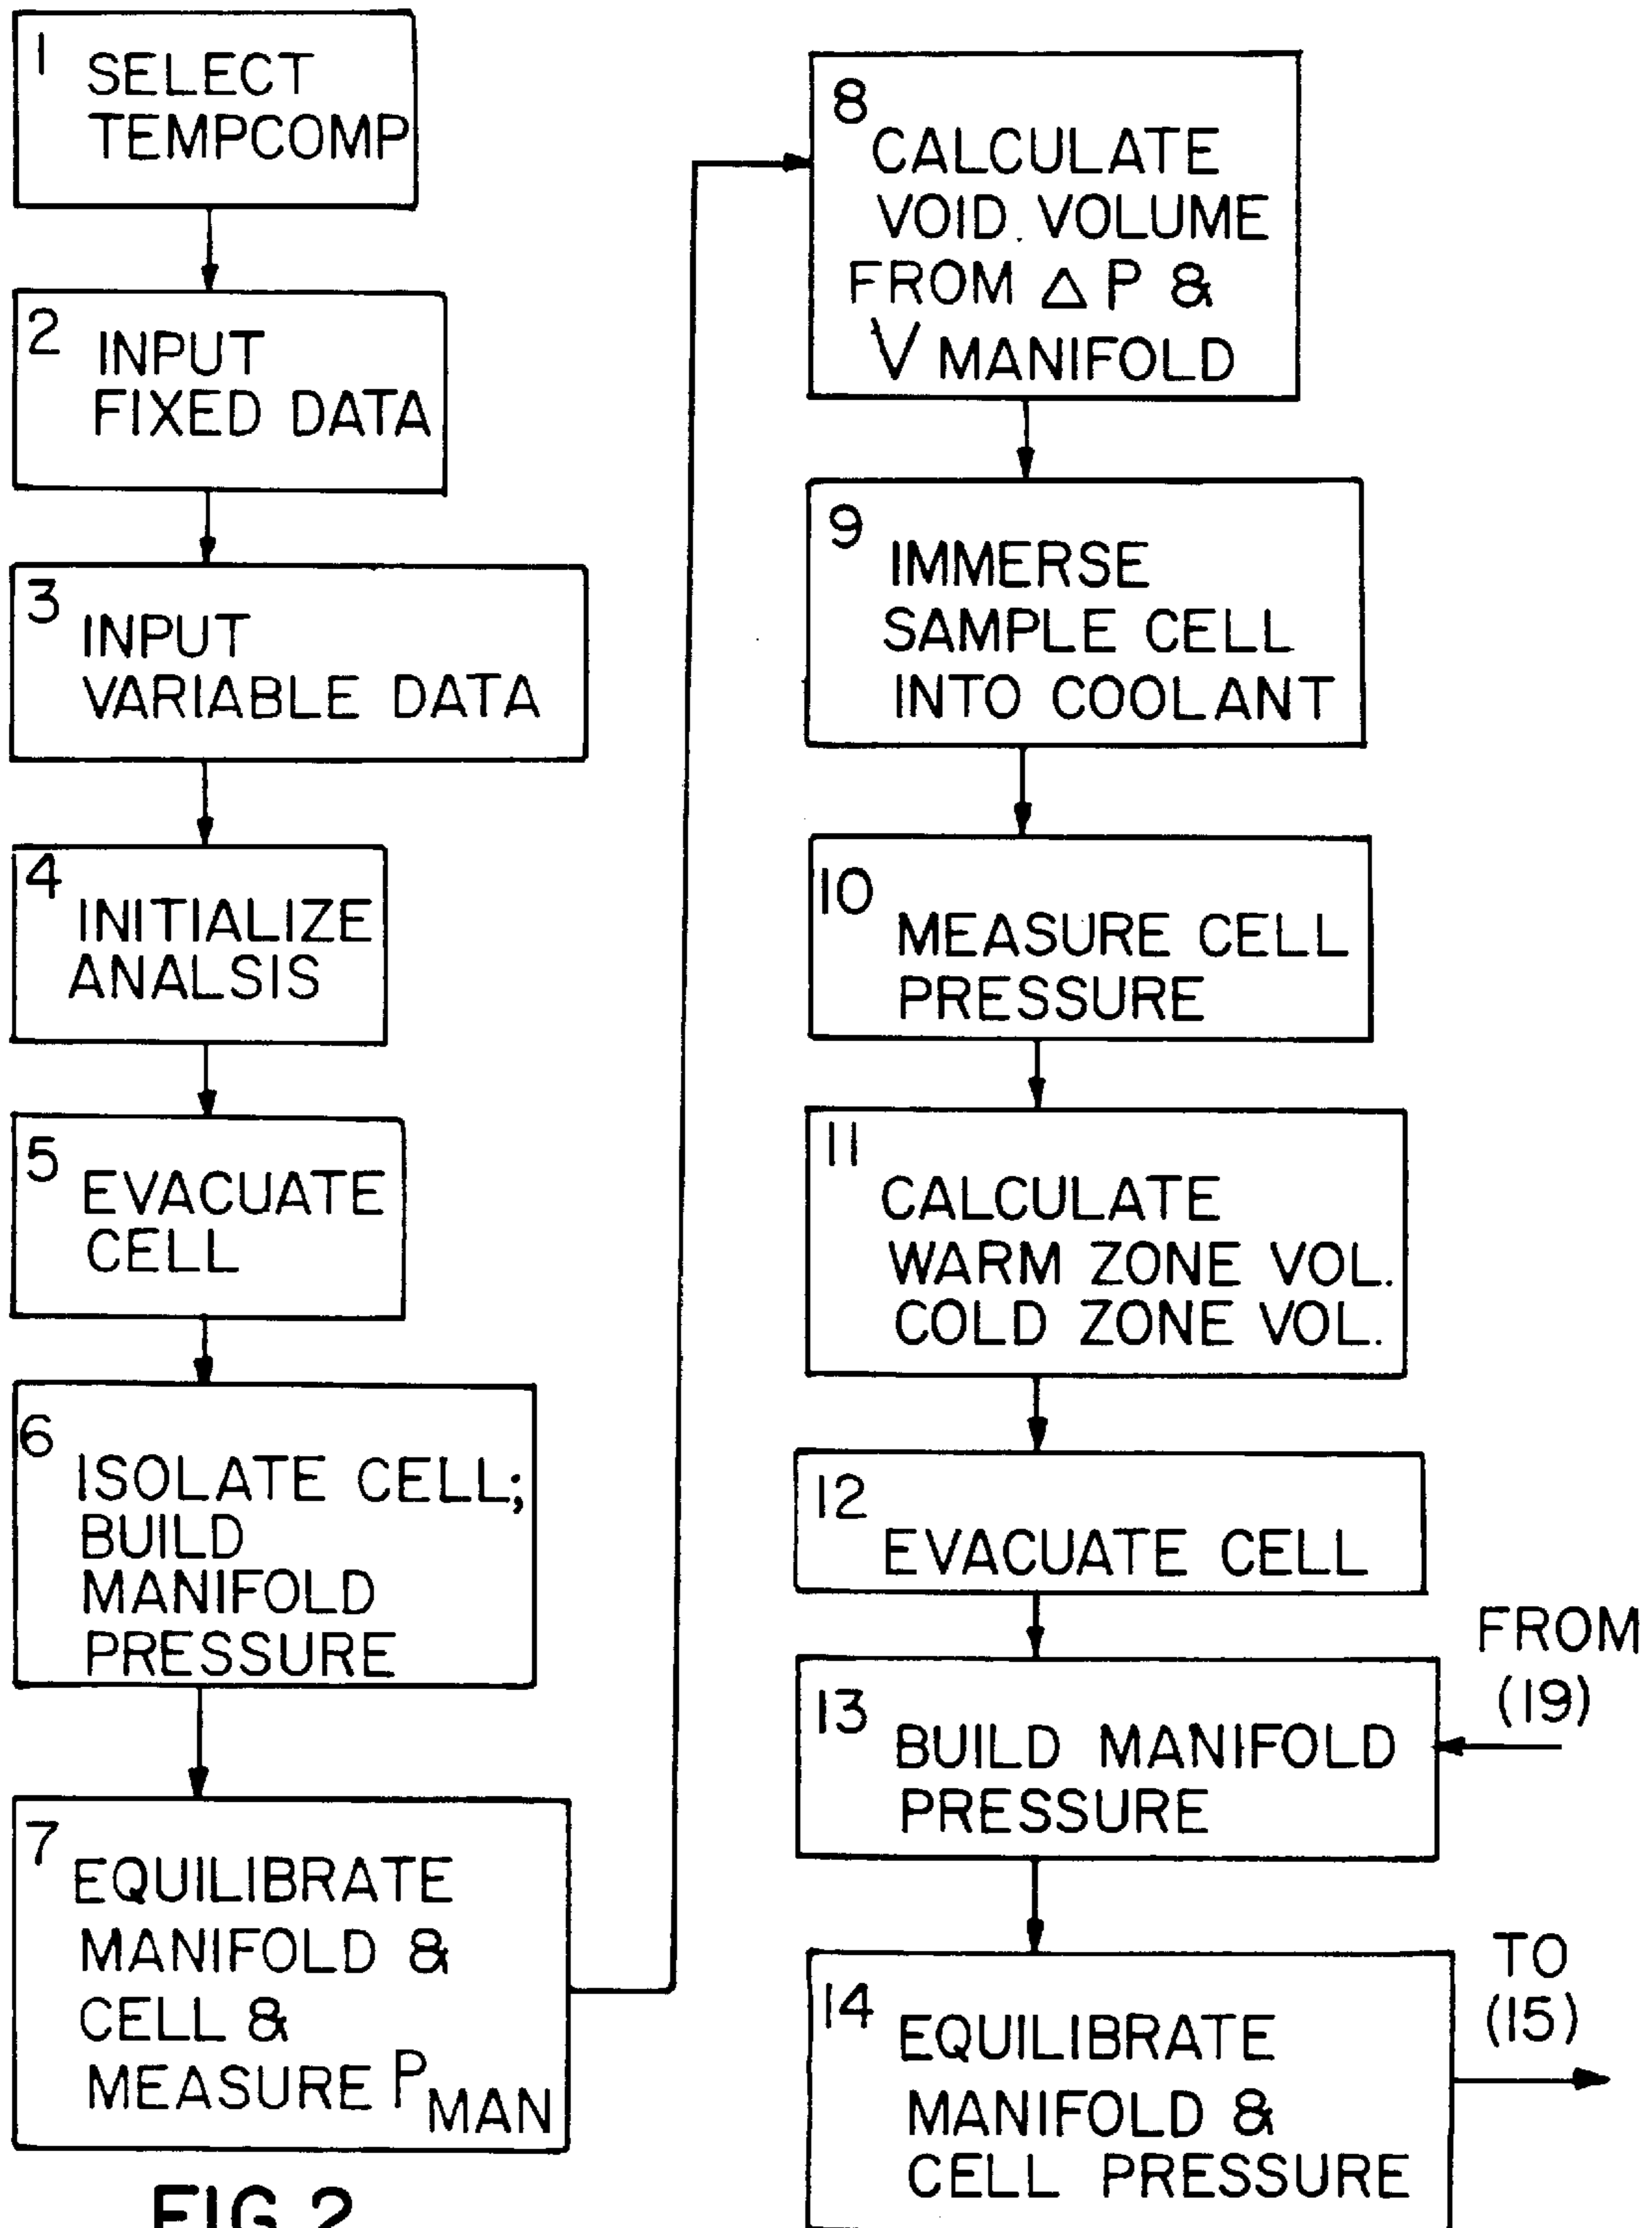 1
SELECT
TEMPCOMP
2
INPUT
FIXED DATA
3
INPUT
VARIABLE DATA
4
INITIALIZE
ANALSIS
5
EVACUATE
CELL
6
ISOLATE CELL;
BUILD
MANIFOLD
PRESSURE
7
EQUILIBRATE
MANIFOLD &
CELL &
MEASURE PMAN
FIG.2
8
CALCULATE
VOID VOLUME
FROM △ P &
V MANIFOLD
9
IMMERSE
SAMPLE CELL
INTO COOLANT
10
MEASURE CELL
PRESSURE
11
CALCULATE
WARM ZONE VOL.
COLD ZONE VOL.
12
EVACUATE CELL
FROM
(19)
13
BUILD MANIFOLD
PRESSURE
TO
(15)
14
EQUILIBRATE
MANIFOLD &
CELL PRESSURE